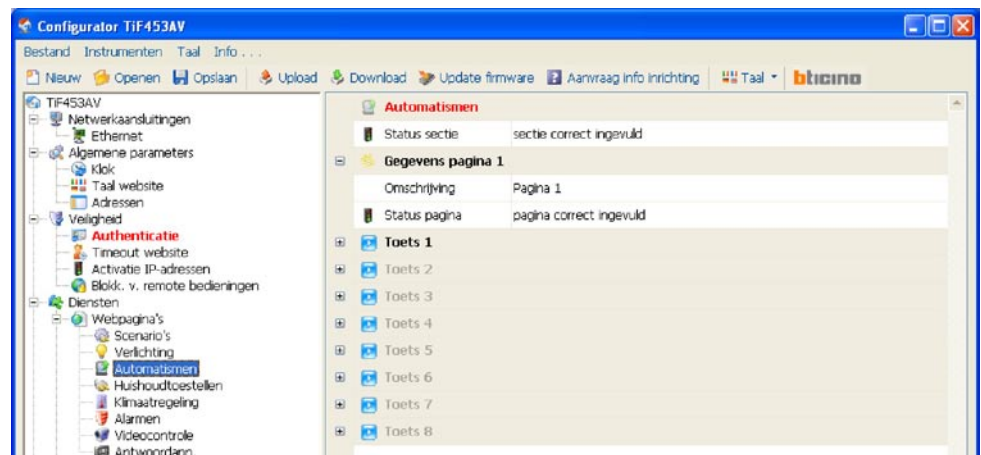 Configurator TiF453AV
Bestand Instrumenten Taal Info . . .
Nieuw Openen Opslaan Upload Download Update firmware Aanvraag info inrichting Taal bticino
TiF453AV
Netwerkaansluitingen
Ethernet
Algemene parameters
Klok
Taal website
Adressen
Veiligheid
Authenticatie
Timeout website
Activatie IP-adressen
Blokk. v. remote bedieningen
Diensten
Webpagina's
Scenario's
Verlichting
Automatismen
Huishoudtoestellen
Klimaatregeling
Alarmen
Videocontrole
Antwoordapp
Automatismen
Status sectie sectie correct ingevuld
Gegevens pagina 1
Omschrijving Pagina 1
Status pagina pagina correct ingevuld
Toets 1
Toets 2
Toets 3
Toets 4
Toets 5
Toets 6
Toets 7
Toets 8